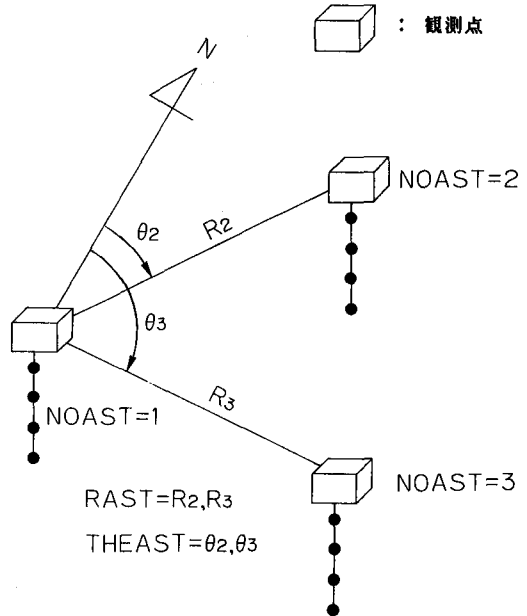 : 観測点
N
NOAST=2
θ2
R2
θ3
R3
NOAST=1
NOAST=3
RAST=R2,R3
THEAST=θ2,θ3